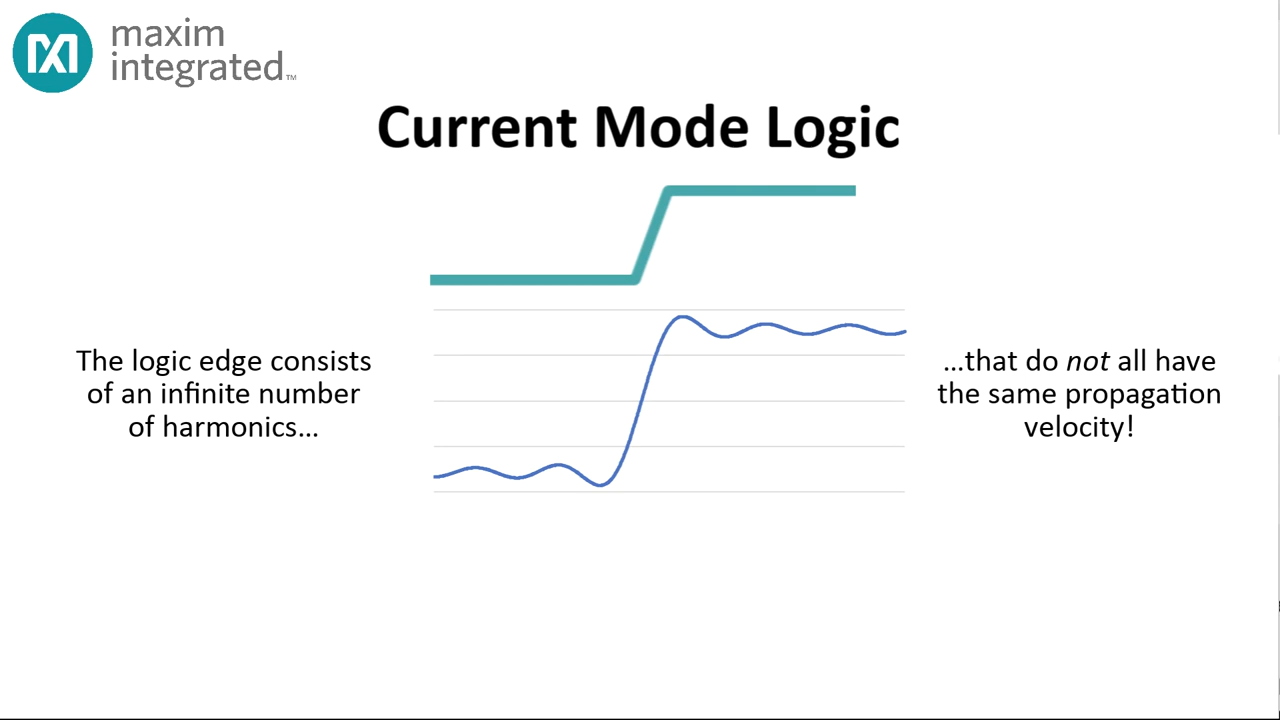 maxim
integrated™
Current Mode Logic
The logic edge consists
of an infinite number
of harmonics...
...that do not all have
the same propagation
velocity!